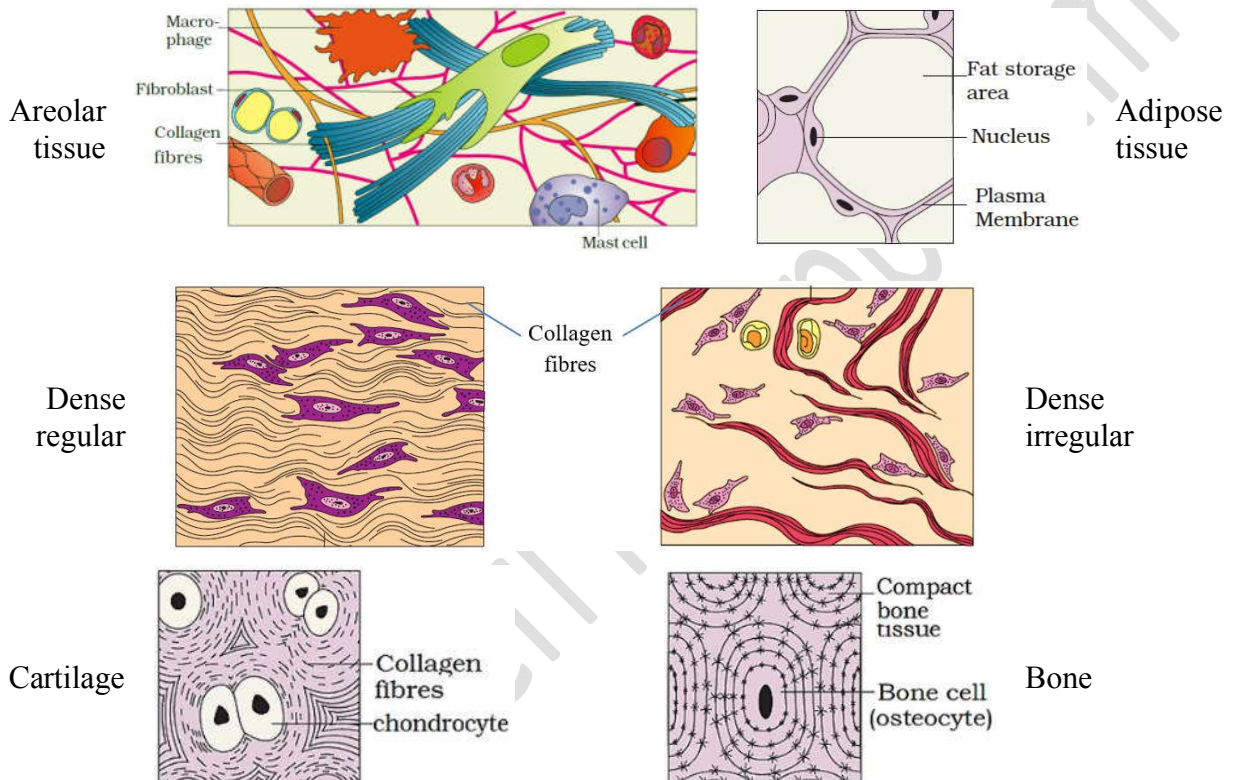 Macro-
phage
Fibroblast
Collagen
fibres
Mast cell
Areolar
tissue
Fat storage
area
Nucleus
Plasma
Membrane
Adipose
tissue
Collagen
fibres
Dense
regular
Dense
irregular
Cartilage
Collagen
fibres
chondrocyte
Compact
bone
tissue
Bone cell
(osteocyte)
Bone